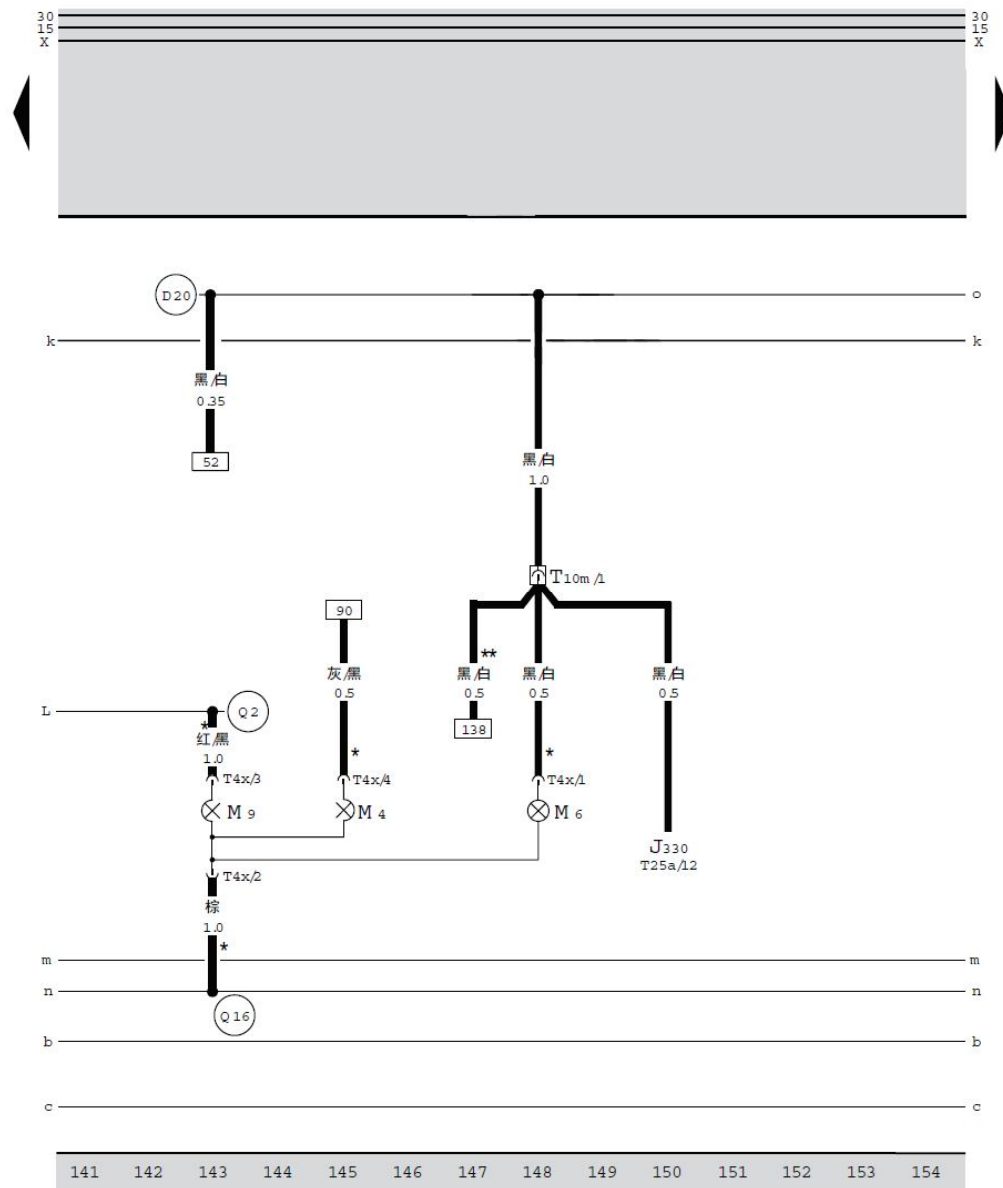 30 30
15 15
X X
D20 o
k k
黑/白
0.35
52
黑/白
1.0
T10m/1
90
**
灰/黑 黑/白 黑/白 黑/白
0.5 0.5 0.5 0.5
L Q2
*
红/黑
1.0
138
* *
T4x/3 T4x/4 T4x/1
M9 M4 M6
J330
T25a/12
T4x/2
棕
1.0
*
m m
n n
Q16
b b
c c
141 142 143 144 145 146 147 148 149 150 151 152 153 154